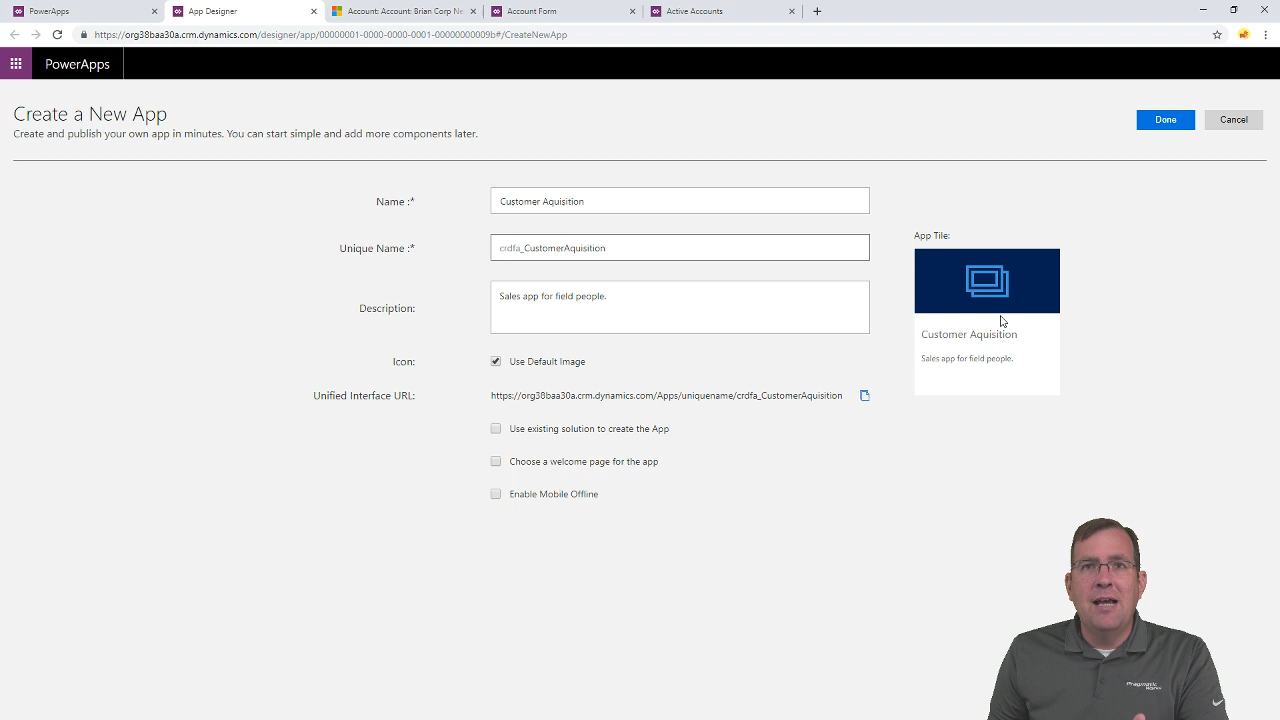 PowerApps
App Designer
Account: Account: Brian Corp Ne
Account Form
Active Accounts
https://org38baa30a.crm.dynamics.com/designer/app/00000001-0000-0000-0001-00000000009b#/CreateNewApp
PowerApps
Create a New App
Create and publish your own app in minutes. You can start simple and add more components later.
Done
Cancel
Name :*
Customer Aquisition
Unique Name :*
crdfa_CustomerAquisition
Description:
Sales app for field people.
Icon:
Use Default Image
Unified Interface URL:
https://org38baa30a.crm.dynamics.com/Apps/uniquename/crdfa_CustomerAquisition
Use existing solution to create the App
Choose a welcome page for the app
Enable Mobile Offline
App Tile:
Customer Aquisition
Sales app for field people.
Pragmatic
Works